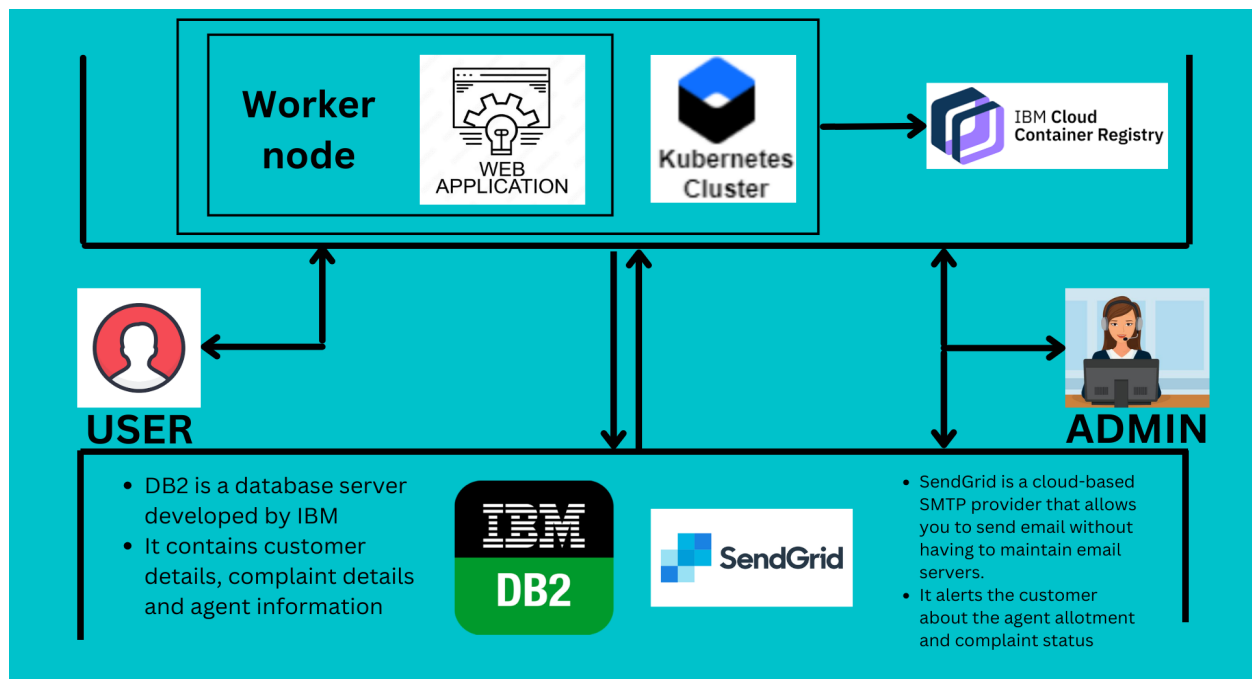 Worker
node
WEB
APPLICATION
Kubernetes
Cluster
IBM Cloud
Container Registry
USER
ADMIN
• DB2 is a database server
developed by IBM
• It contains customer
details, complaint details
and agent information
IBM
DB2
SendGrid
• SendGrid is a cloud-based
SMTP provider that allows
you to send email without
having to maintain email
servers.
• It alerts the customer
about the agent allotment
and complaint status